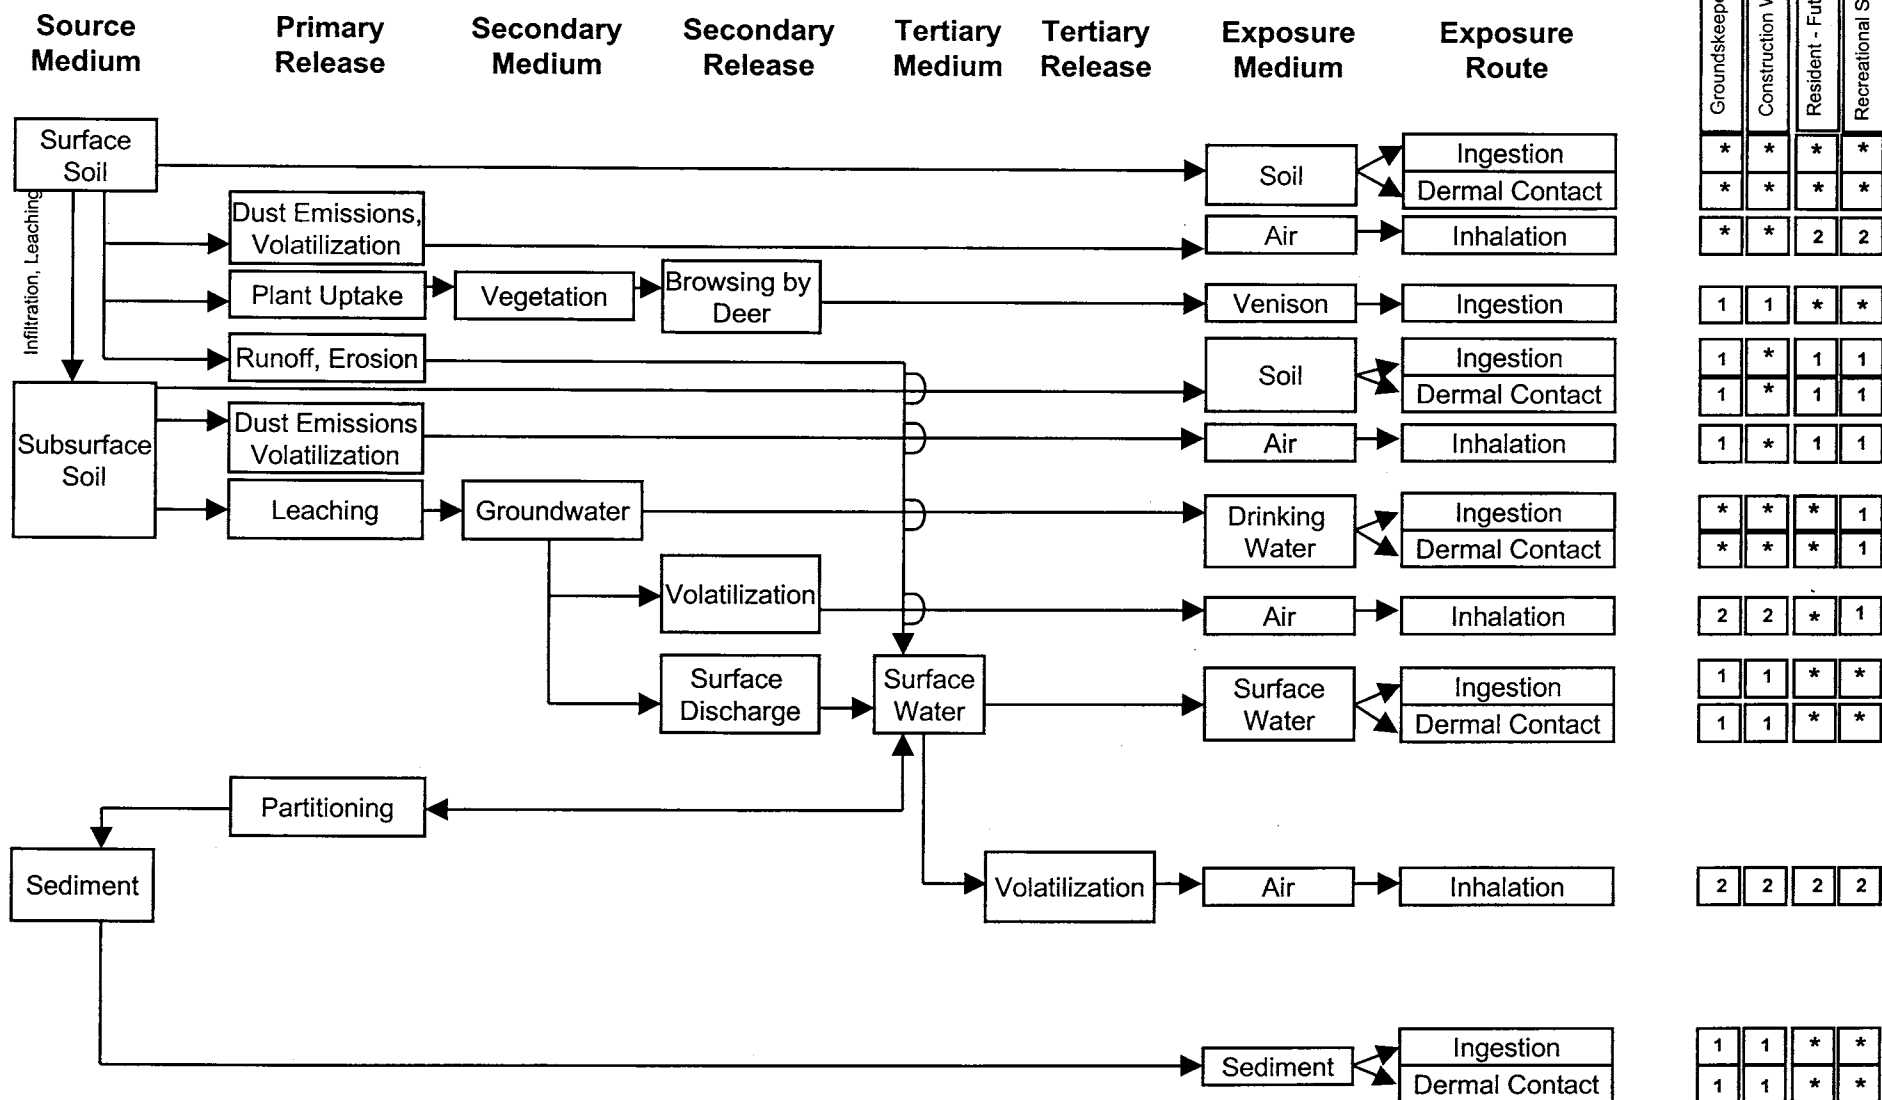 Source Medium
Primary Release
Secondary Medium
Secondary Release
Tertiary Medium
Tertiary Release
Exposure Medium
Exposure Route
Construction
Resident -
Recreational
Surface Soil
Ingestion * * * *
Soil
Dermal Contact * * * *
Infiltration, Leaching
Dust Emissions, Volatilization
Air
Inhalation * * 2 2
Plant Uptake
Vegetation
Browsing by Deer
Venison
Ingestion 1 1 * *
Runoff, Erosion
Soil
Ingestion 1 * 1 1
Dermal Contact 1 * 1 1
Subsurface Soil
Dust Emissions Volatilization
Air
Inhalation 1 * 1 1
Leaching
Groundwater
Drinking Water
Ingestion * * * 1
Dermal Contact * * * 1
Volatilization
Air
Inhalation 2 2 * 1
Surface Discharge
Surface Water
Surface Water
Ingestion 1 1 * *
Dermal Contact 1 1 * *
Partitioning
Sediment
Volatilization
Air
Inhalation 2 2 2 2
Sediment
Ingestion 1 1 * *
Dermal Contact 1 1 * *